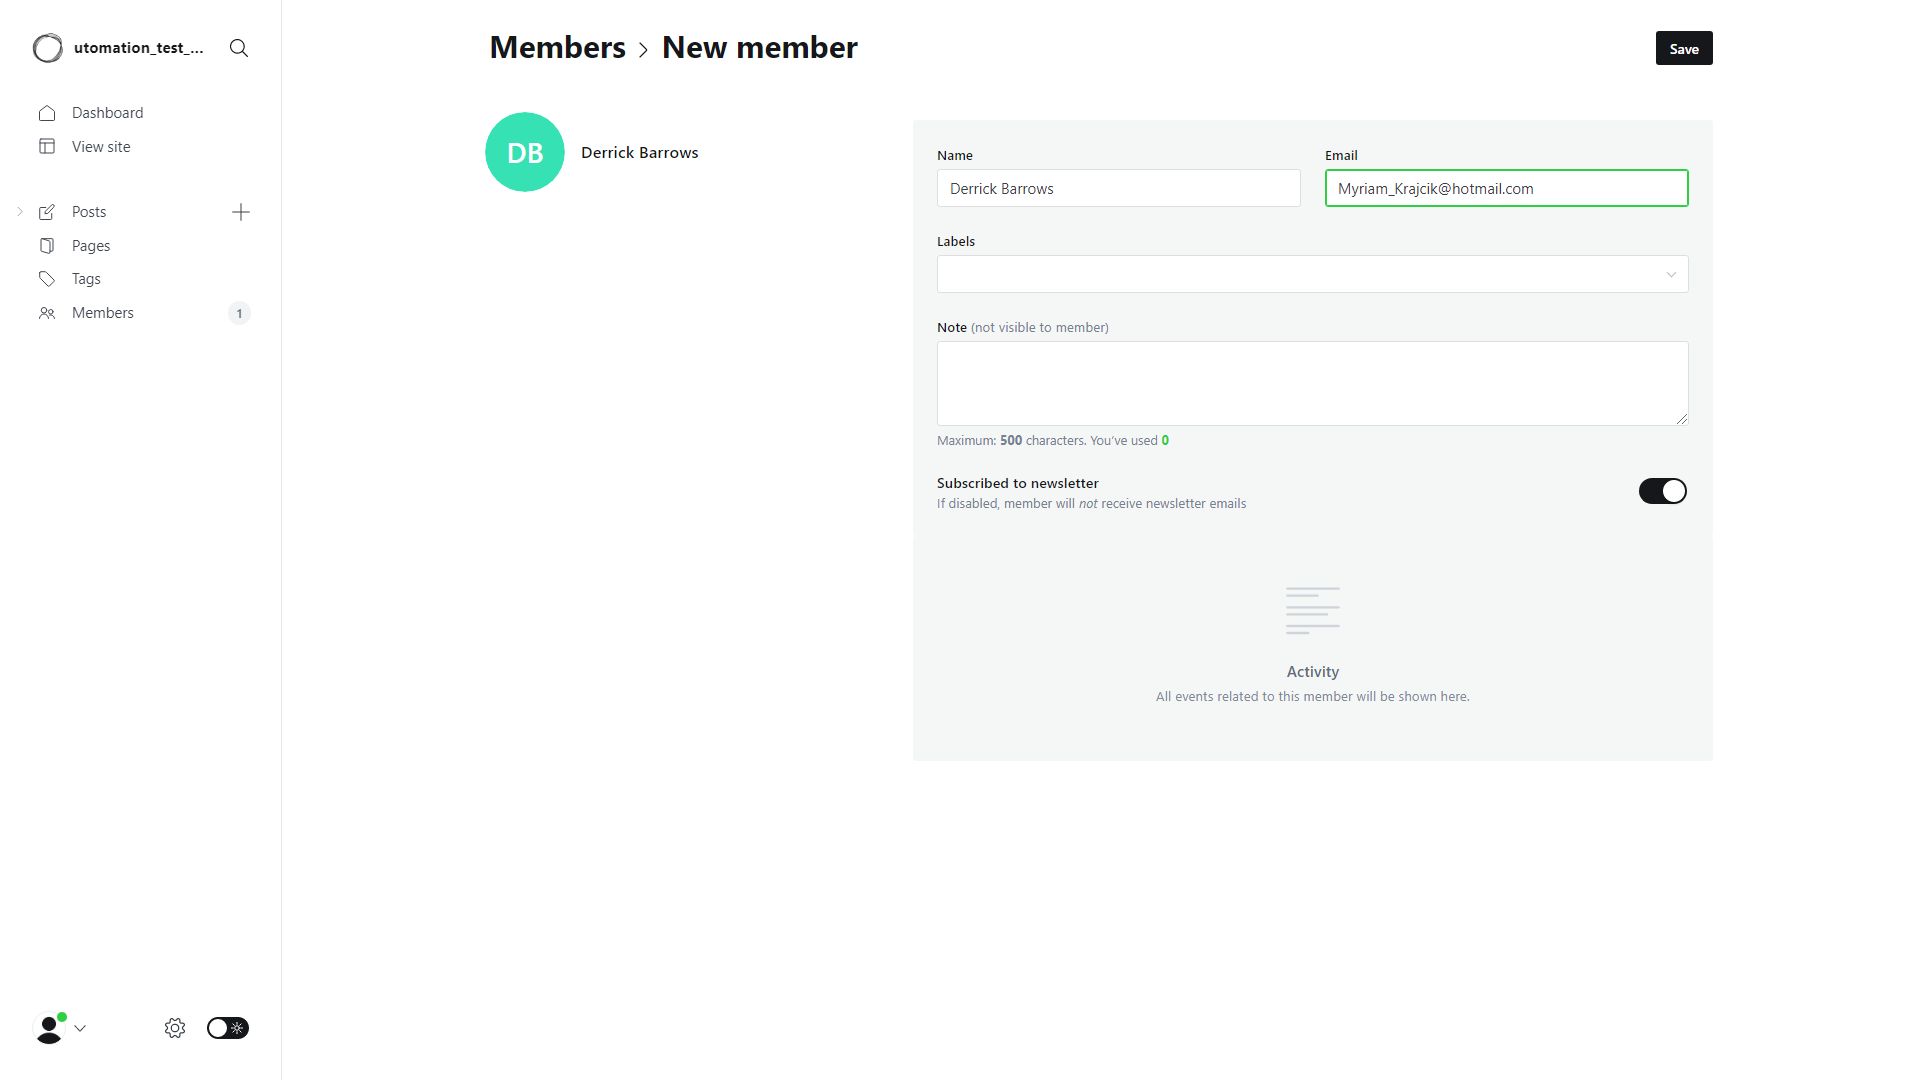 utomation_test_...
Dashboard
View site
Posts
Pages
Tags
Members
1
Members
New member
Save
DB
Derrick Barrows
Name
Derrick Barrows
Email
Myriam_Krajcik@hotmail.com
Labels
Note (not visible to member)
Maximum: 500 characters. You’ve used 0
Subscribed to newsletter
If disabled, member will not receive newsletter emails
Activity
All events related to this member will be shown here.